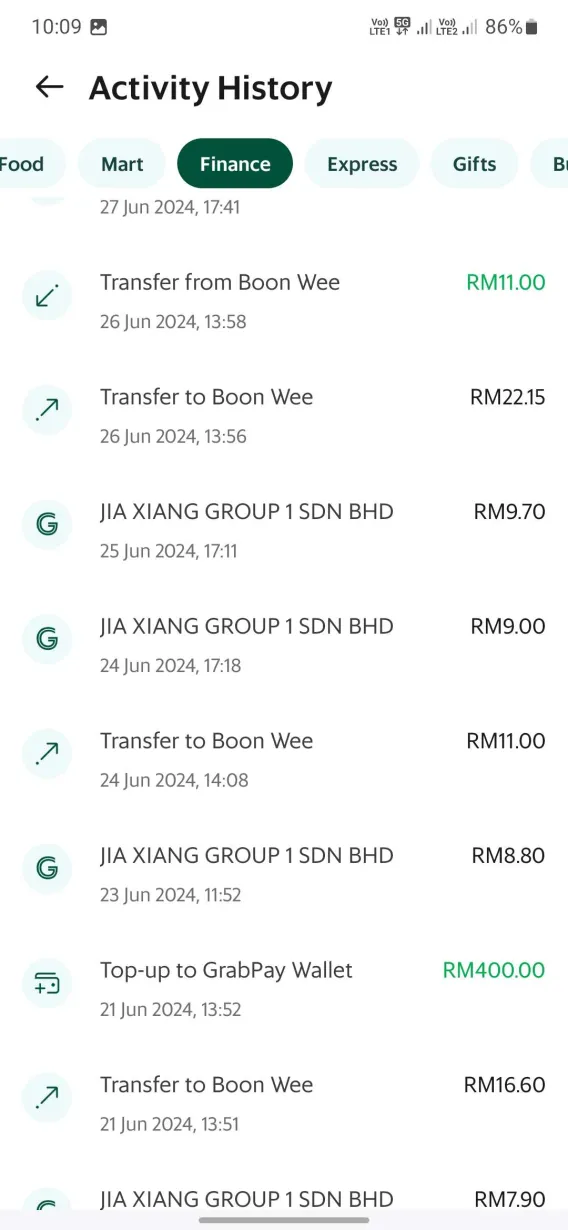 10:09
Vo)) LTE1 5G Vo)) LTE2 86%
Activity History
Food Mart Finance Express Gifts
27 Jun 2024, 17:41
Transfer from Boon Wee RM11.00
26 Jun 2024, 13:58
Transfer to Boon Wee RM22.15
26 Jun 2024, 13:56
JIA XIANG GROUP 1 SDN BHD RM9.70
25 Jun 2024, 17:11
JIA XIANG GROUP 1 SDN BHD RM9.00
24 Jun 2024, 17:18
Transfer to Boon Wee RM11.00
24 Jun 2024, 14:08
JIA XIANG GROUP 1 SDN BHD RM8.80
23 Jun 2024, 11:52
Top-up to GrabPay Wallet RM400.00
21 Jun 2024, 13:52
Transfer to Boon Wee RM16.60
21 Jun 2024, 13:51
JIA XIANG GROUP 1 SDN BHD RM7.90